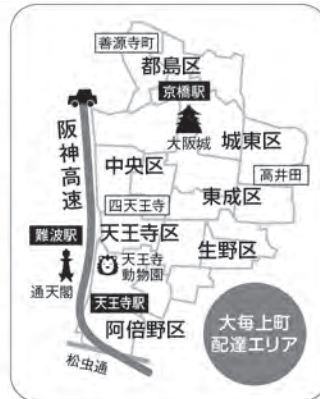 善源寺町
都島区
京橋駅
大阪城
城東区
阪神高速
中央区
高井田
東成区
四天王寺
難波駅
天王寺区
生野区
通天閣
天王寺
動物園
天王寺駅
阿倍野区
大毎上町
配達エリア
松虫通